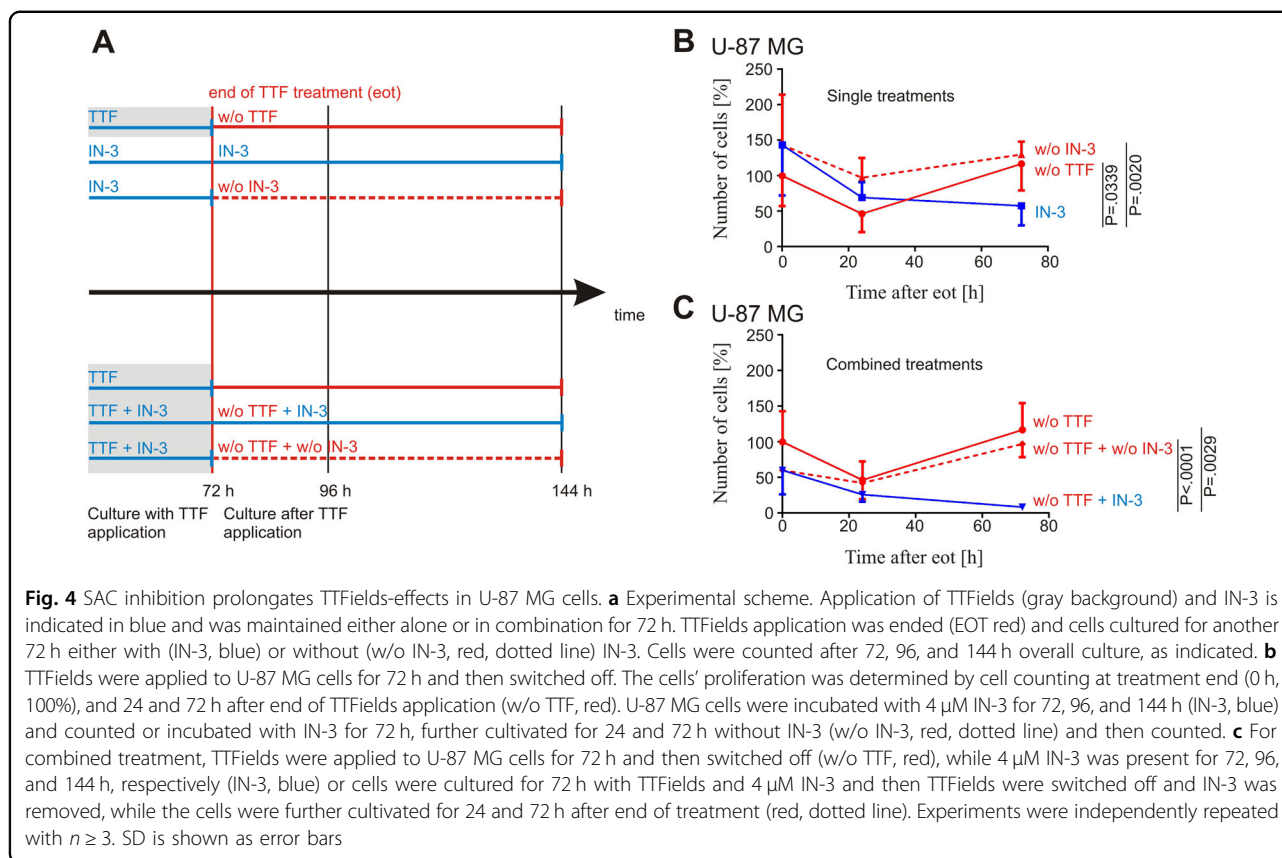 A
end of TTF treatment (eot)
TTF
w/o TTF
IN-3
IN-3
IN-3
w/o IN-3
time
TTF
TTF + IN-3
w/o TTF + IN-3
TTF + IN-3
w/o TTF + w/o IN-3
72 h
96 h
144 h
Culture with TTF
application
Culture after TTF
application
B
U-87 MG
Single treatments
Number of cells [%]
250
200
150
100
50
0
0
20
40
60
80
Time after eot [h]
w/o IN-3
w/o TTF
IN-3
P=.0339
P=.0020
C
U-87 MG
Combined treatments
Number of cells [%]
250
200
150
100
50
0
0
20
40
60
80
Time after eot [h]
w/o TTF
w/o TTF + w/o IN-3
w/o TTF + IN-3
P<.0001
P=.0029
Fig. 4 SAC inhibition prolongates TTFields-effects in U-87 MG cells. a Experimental scheme. Application of TTFields (gray background) and IN-3 is
indicated in blue and was maintained either alone or in combination for 72 h. TTFields application was ended (EOT red) and cells cultured for another
72 h either with (IN-3, blue) or without (w/o IN-3, red, dotted line) IN-3. Cells were counted after 72, 96, and 144 h overall culture, as indicated. b
TTFields were applied to U-87 MG cells for 72 h and then switched off. The cells' proliferation was determined by cell counting at treatment end (0 h,
100%), and 24 and 72 h after end of TTFields application (w/o TTF, red). U-87 MG cells were incubated with 4 µM IN-3 for 72, 96, and 144 h (IN-3, blue)
and counted or incubated with IN-3 for 72 h, further cultivated for 24 and 72 h without IN-3 (w/o IN-3, red, dotted line) and then counted. c For
combined treatment, TTFields were applied to U-87 MG cells for 72 h and then switched off (w/o TTF, red), while 4 µM IN-3 was present for 72, 96,
and 144 h, respectively (IN-3, blue) or cells were cultured for 72 h with TTFields and 4 µM IN-3 and then TTFields were switched off and IN-3 was
removed, while the cells were further cultivated for 24 and 72 h after end of treatment (red, dotted line). Experiments were independently repeated
with n ≥ 3. SD is shown as error bars